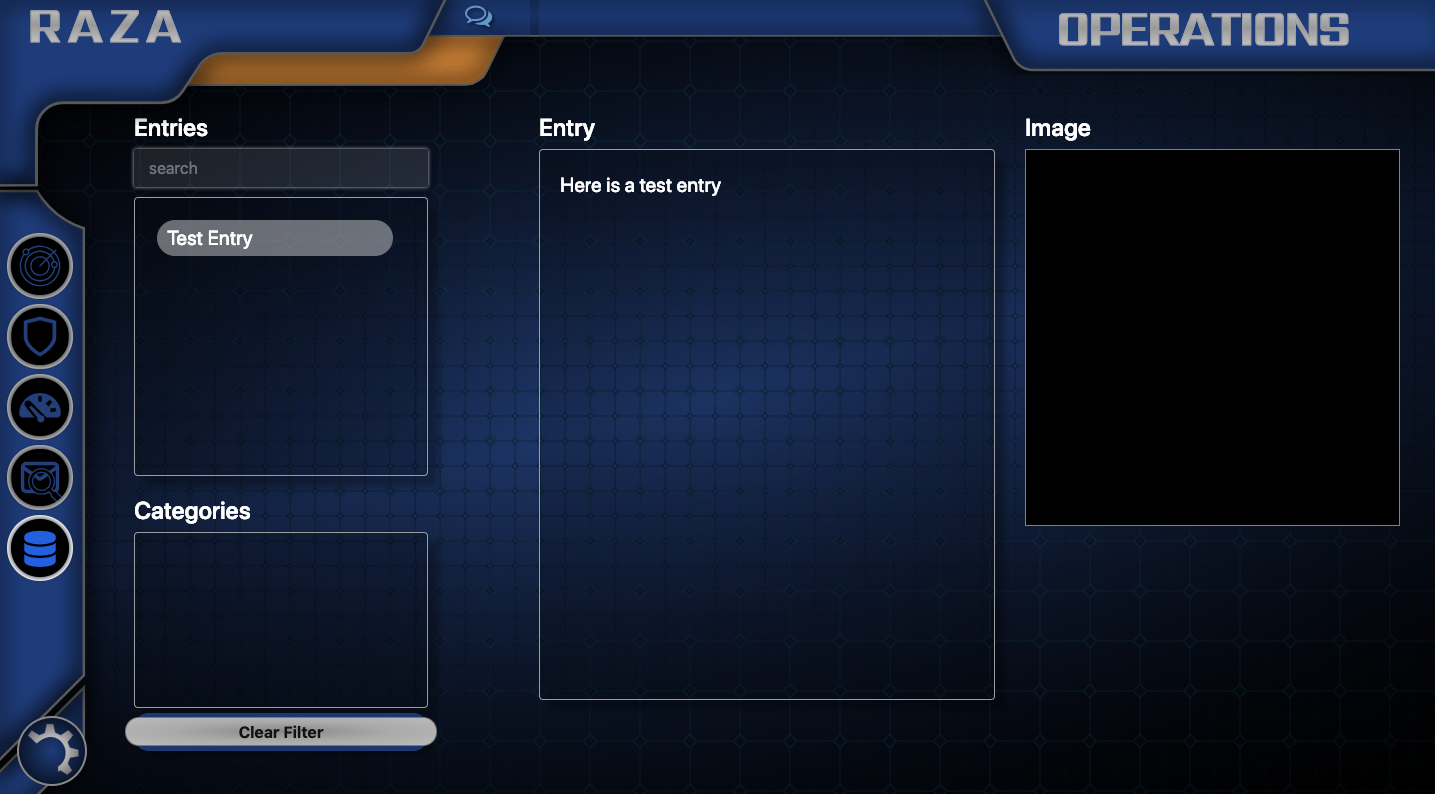 RAZA
OPERATIONS
Entries
search
Test Entry
Categories
Clear Filter
Entry
Here is a test entry
Image